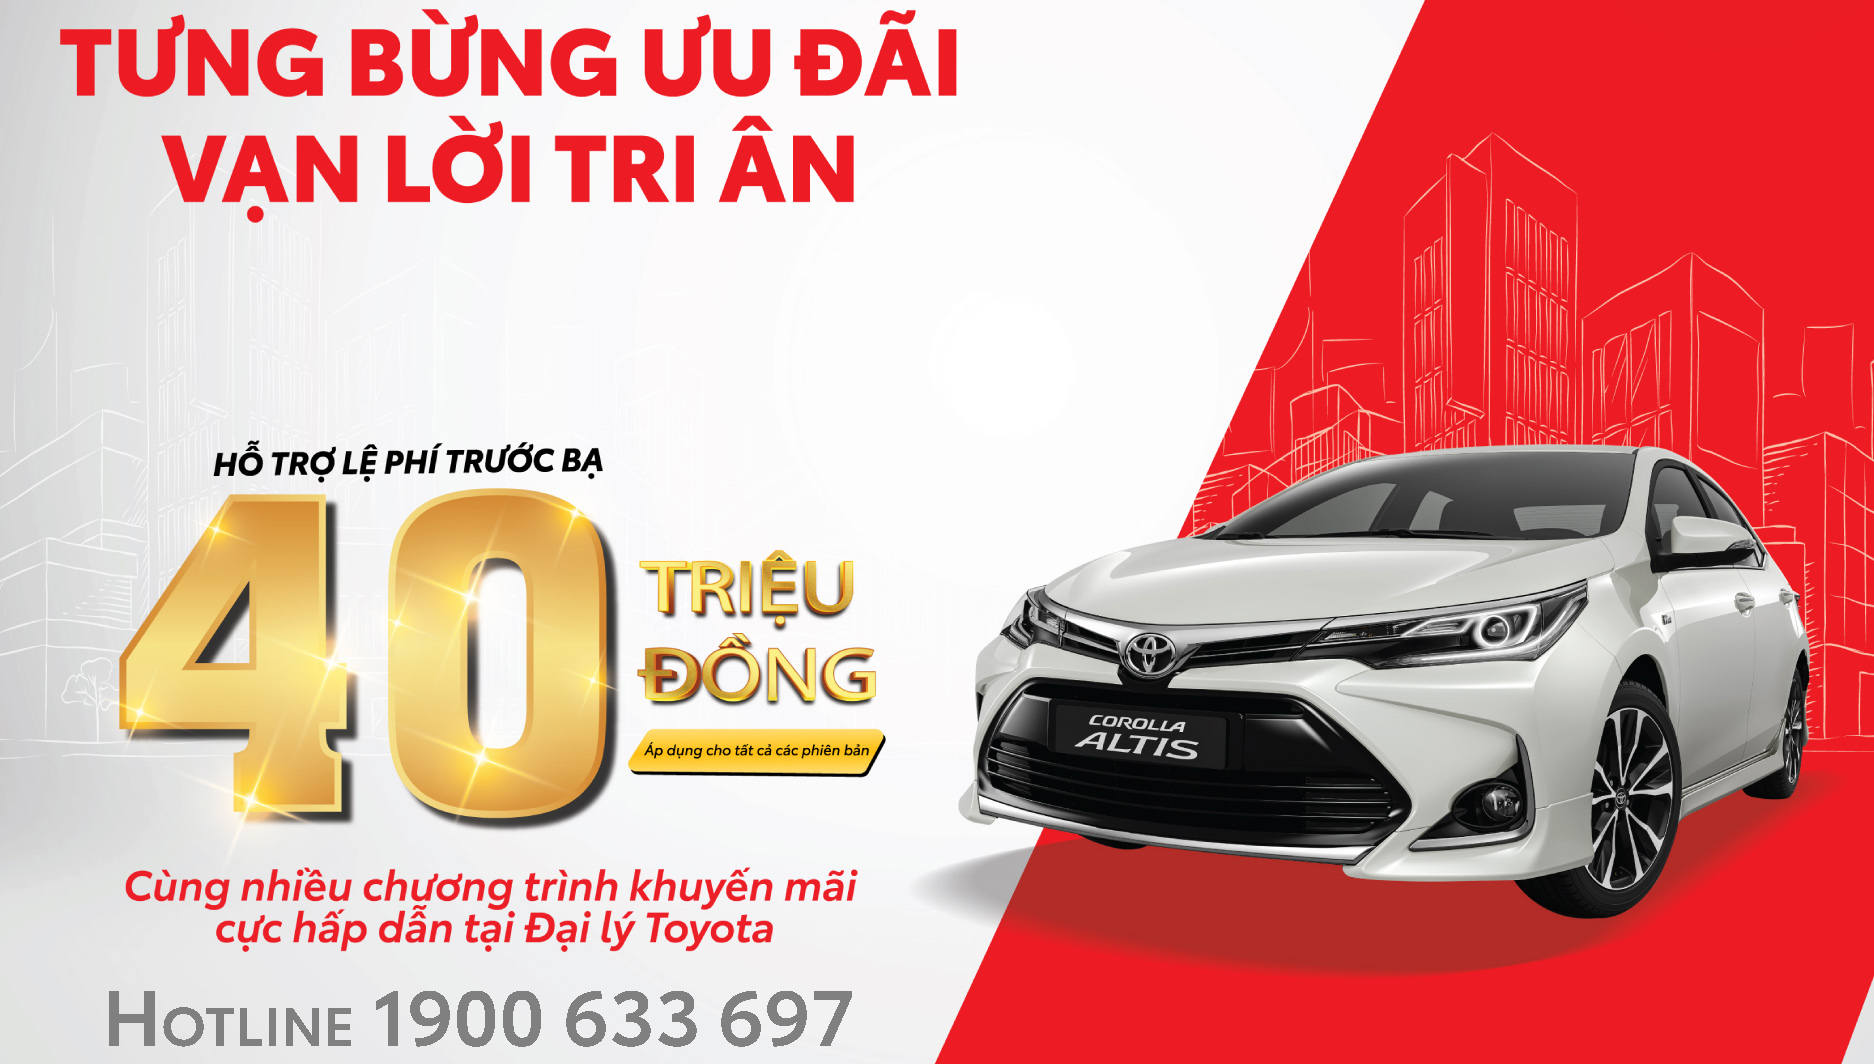 TƯNG BỪNG ƯU ĐÃI
VẠN LỜI TRI ÂN
HỖ TRỢ LỆ PHÍ TRƯỚC BẠ
40
TRIỆU
ĐỒNG
Áp dụng cho tất cả các phiên bản
Cùng nhiều chương trình khuyến mãi
cực hấp dẫn tại Đại lý Toyota
HOTLINE 1900 633 697
COROLLA
ALTIS